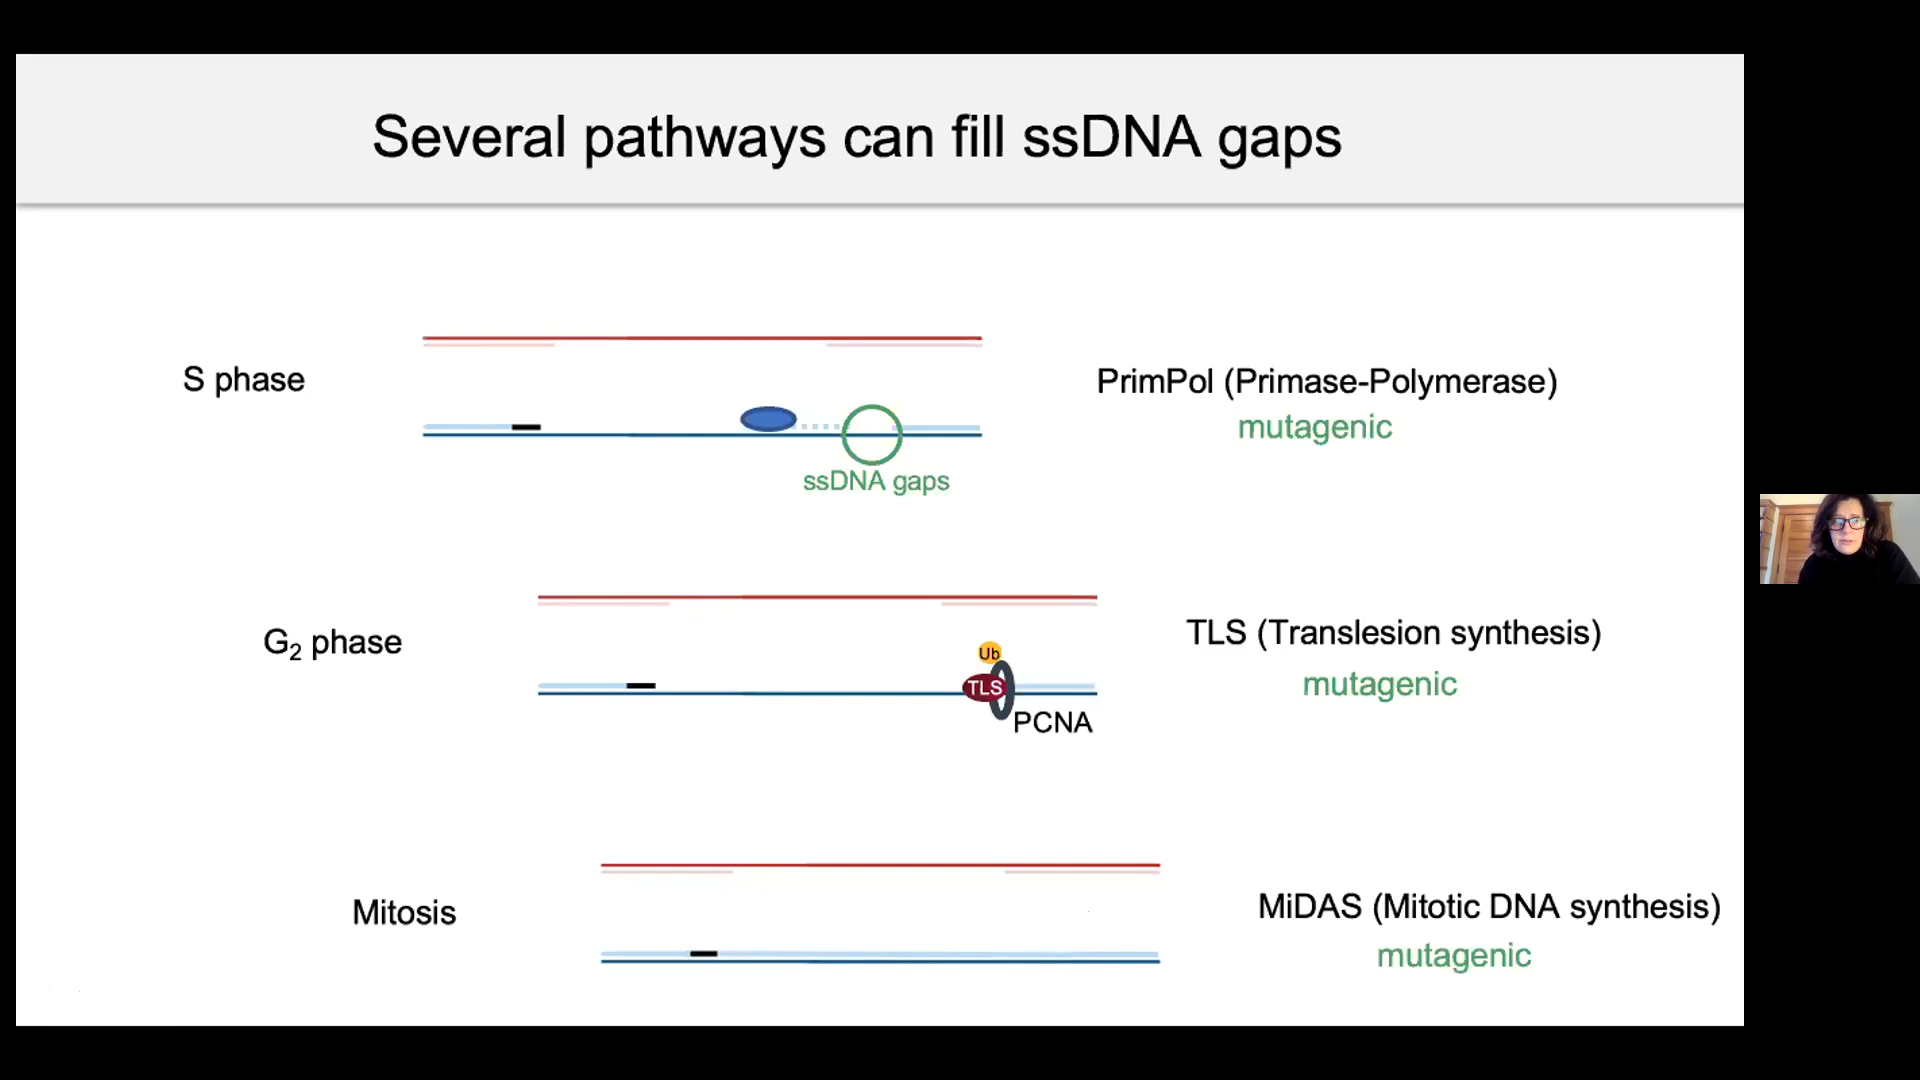 Several pathways can fill ssDNA gaps
S phase
PrimPol (Primase-Polymerase)
mutagenic
ssDNA gaps
G₂ phase
TLS (Translesion synthesis)
mutagenic
Ub
TLS
PCNA
Mitosis
MiDAS (Mitotic DNA synthesis)
mutagenic